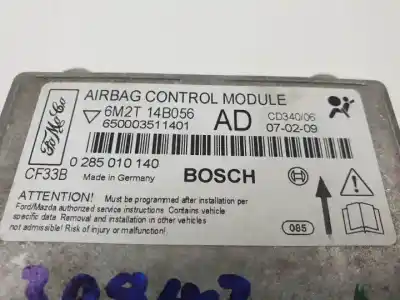 AIRBAG CONTROL MODULE
6M2T 14B056 AD CD340/06
650003511401 07-02-09
FoMoCo
0 285 010 140
CF33B Made in Germany BOSCH
ATTENTION! Must be programmed after installation as per
Ford/Mazda authorized service instructions. Contains vehicle
specific data. Removal and installation in other vehicles
not admissible! Risk of injury or malfunction!
085